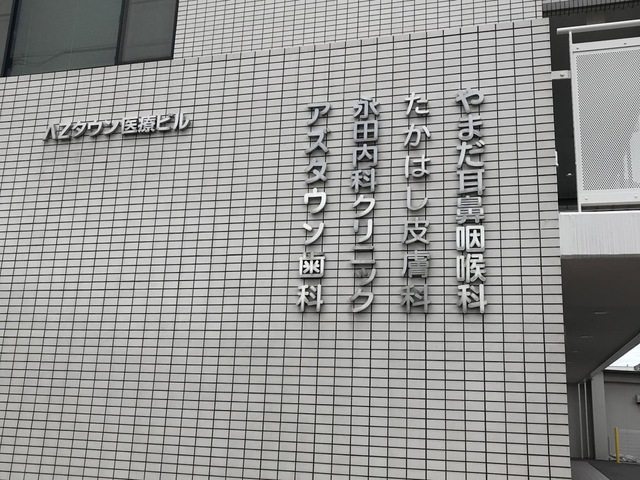 AZタウン医療ビル
やまだ耳鼻咽喉科
たかはし皮膚科
永田内科クリニック
アズタウン歯科